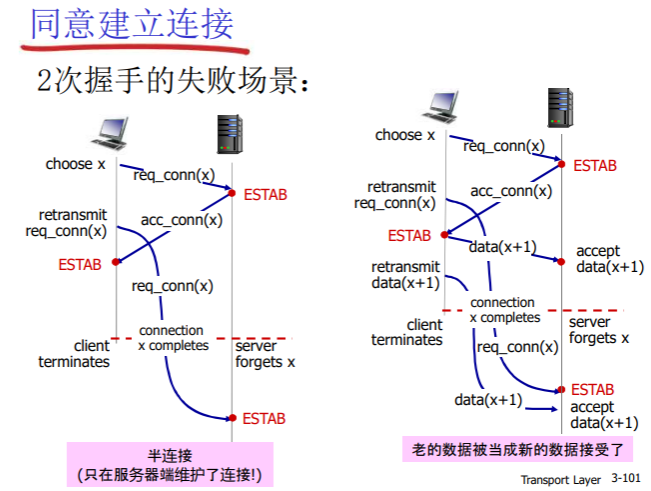 同意建立连接
2次握手的失败场景：
choose x
req_conn(x)
ESTAB
retransmit
req_conn(x)
acc_conn(x)
ESTAB
req_conn(x)
connection
x completes
client
terminates
server
forgets x
ESTAB
半连接
(只在服务器端维护了连接!)
choose x
req_conn(x)
ESTAB
retransmit
req_conn(x)
acc_conn(x)
ESTAB
data(x+1)
accept
data(x+1)
retransmit
data(x+1)
connection
x completes
client
terminates
server
forgets x
req_conn(x)
ESTAB
data(x+1)
accept
data(x+1)
老的数据被当成新的数据接受了
Transport Layer 3-101